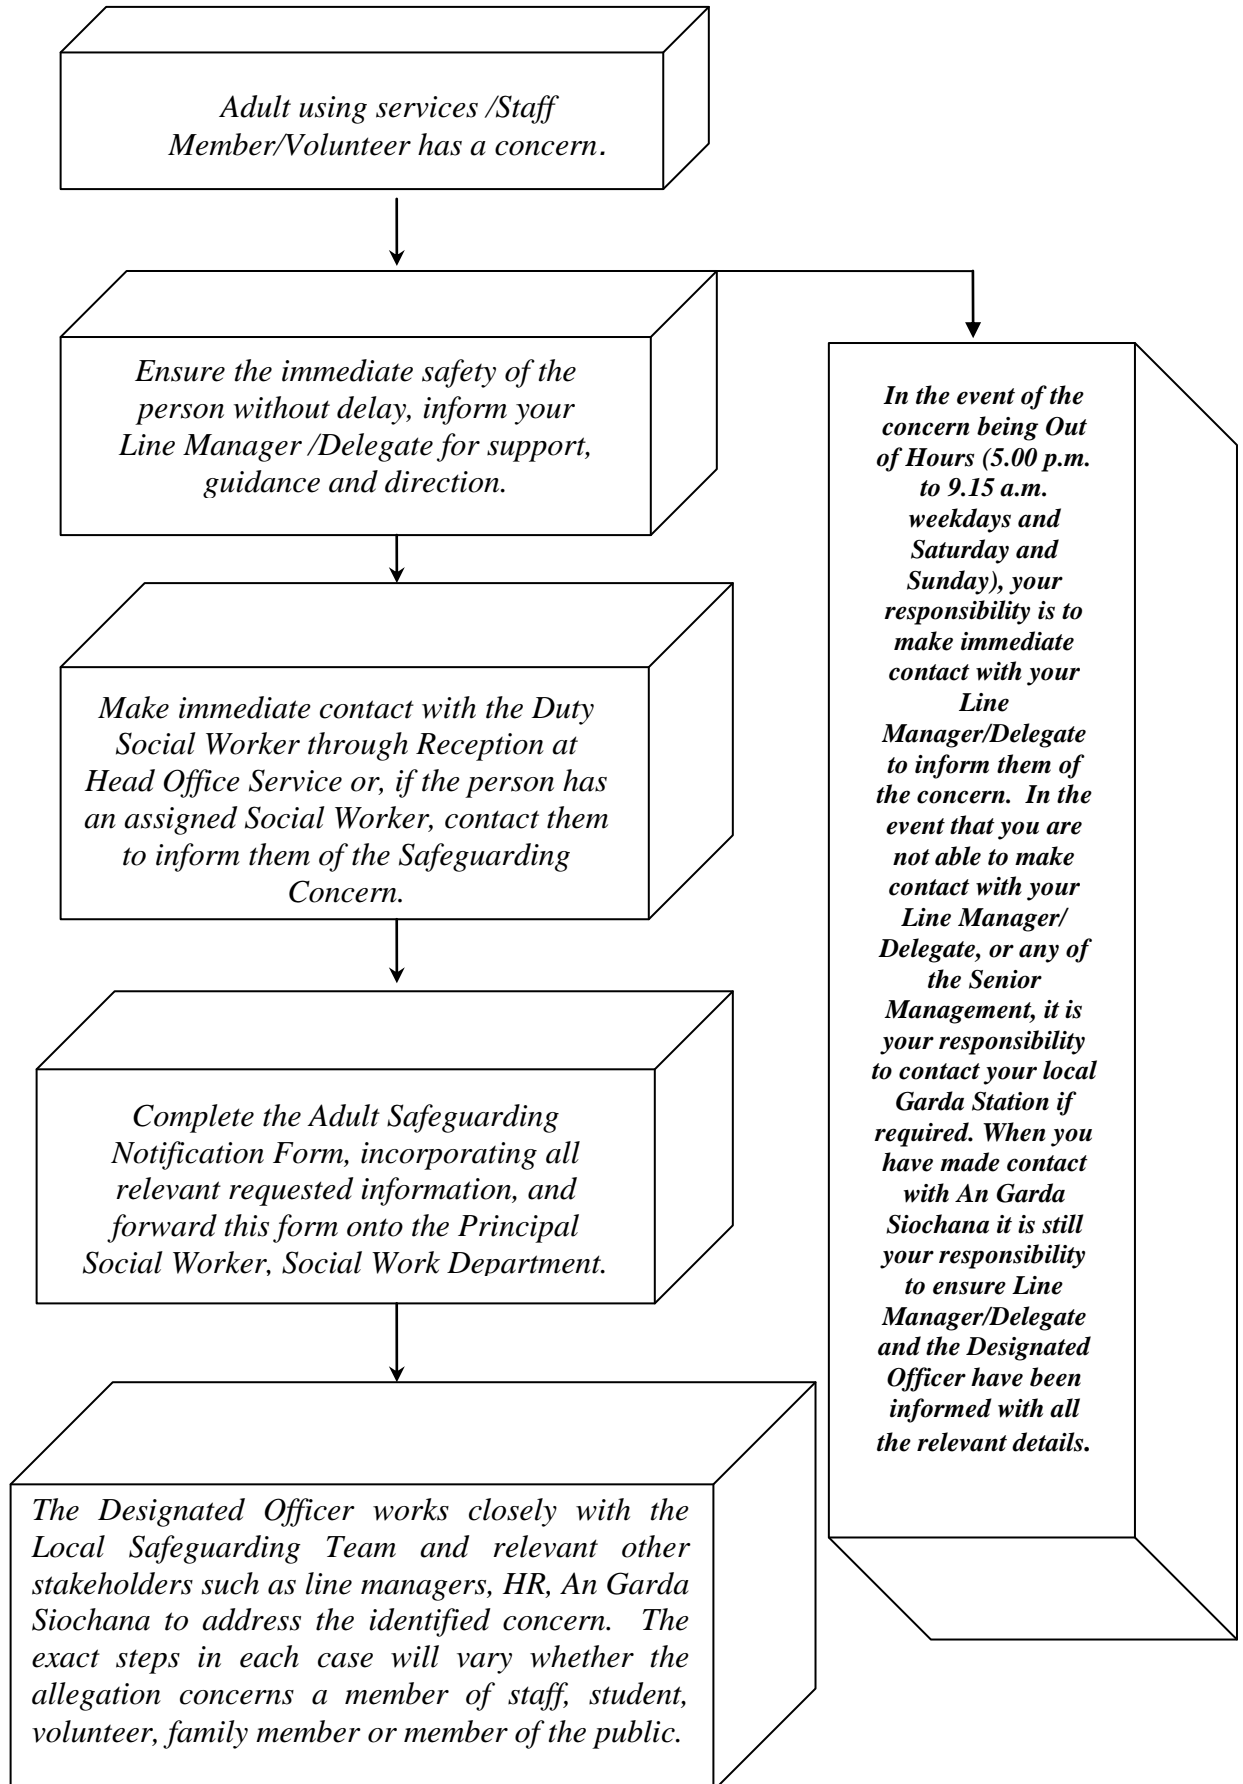 Adult using services /Staff
Member/Volunteer has a concern.
Ensure the immediate safety of the
person without delay, inform your
Line Manager /Delegate for support,
guidance and direction.
Make immediate contact with the Duty
Social Worker through Reception at
Head Office Service or, if the person has
an assigned Social Worker, contact them
to inform them of the Safeguarding
Concern.
Complete the Adult Safeguarding
Notification Form, incorporating all
relevant requested information, and
forward this form onto the Principal
Social Worker, Social Work Department.
The Designated Officer works closely with the
Local Safeguarding Team and relevant other
stakeholders such as line managers, HR, An Garda
Siochana to address the identified concern. The
exact steps in each case will vary whether the
allegation concerns a member of staff, student,
volunteer, family member or member of the public.
In the event of the
concern being Out
of Hours (5.00 p.m.
to 9.15 a.m.
weekdays and
Saturday and
Sunday), your
responsibility is to
make immediate
contact with your
Line
Manager/Delegate
to inform them of
the concern. In the
event that you are
not able to make
contact with your
Line Manager/
Delegate, or any of
the Senior
Management, it is
your responsibility
to contact your local
Garda Station if
required. When you
have made contact
with An Garda
Siochana it is still
your responsibility
to ensure Line
Manager/Delegate
and the Designated
Officer have been
informed with all
the relevant details.